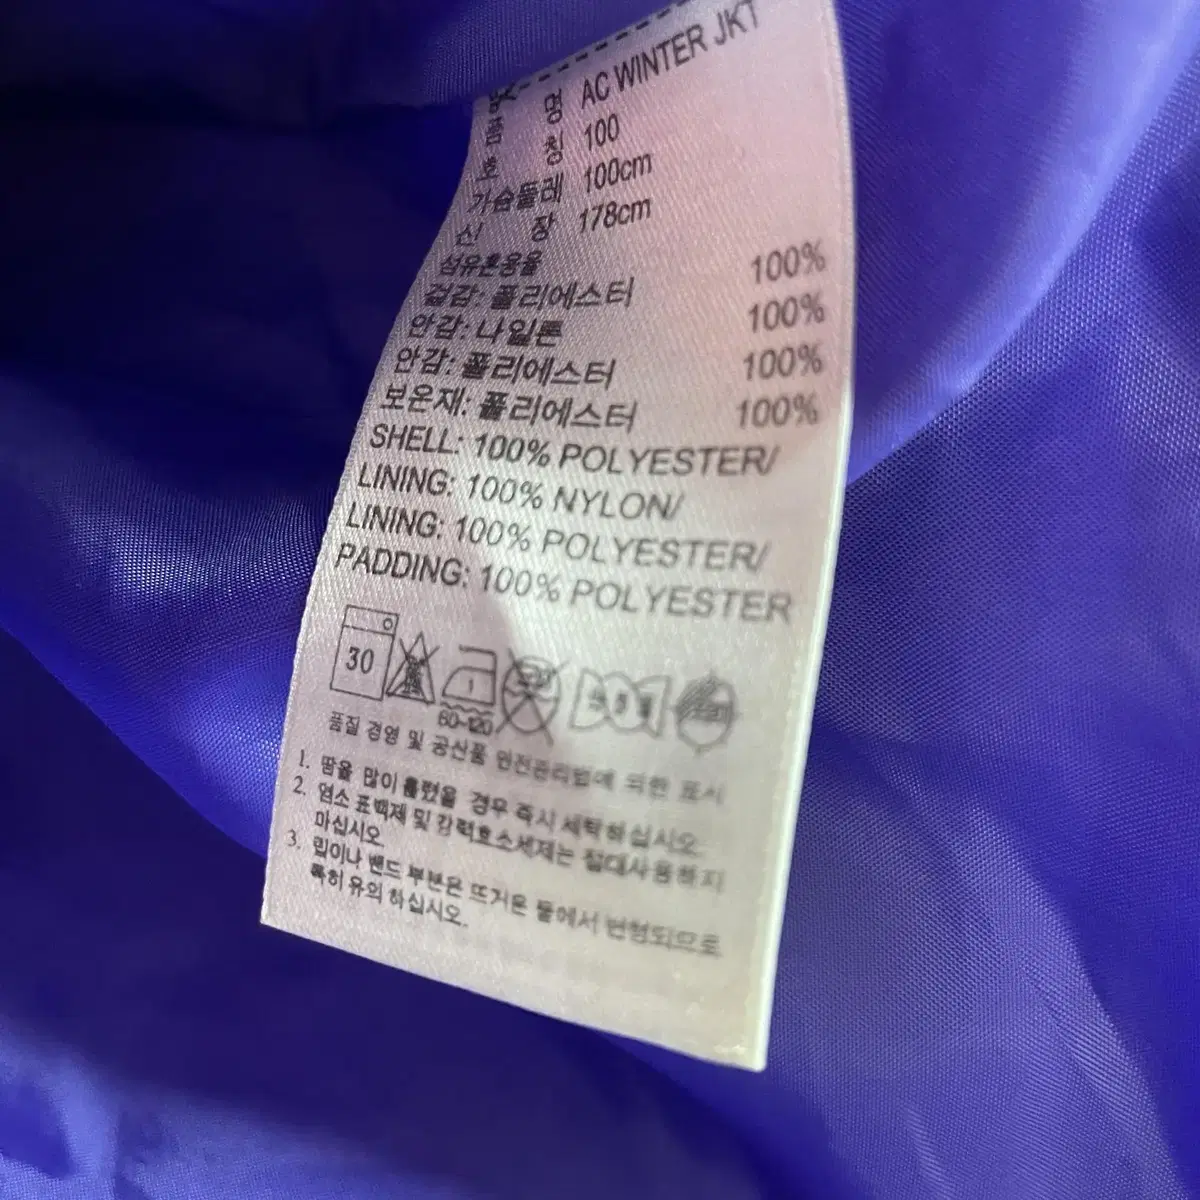 품 명 AC WINTER JKT
호 칭 100
가슴둘레 100cm
신 장 178cm
섬유혼용율
겉감: 폴리에스터 100%
안감: 나일론 100%
안감: 폴리에스터 100%
보온재: 폴리에스터 100%
SHELL: 100% POLYESTER/
LINING: 100% NYLON/
LINING: 100% POLYESTER/
PADDING: 100% POLYESTER
30
60~120
품질 경영 및 공산품 안전관리법에 의한 표시
1. 땀을 많이 흘렸을 경우 즉시 세탁하십시오.
2. 염소 표백제 및 강력효소세제는 절대사용하지
마십시오.
3. 립이나 밴드 부분은 뜨거운 물에서 변형되므로
특히 유의 하십시오.